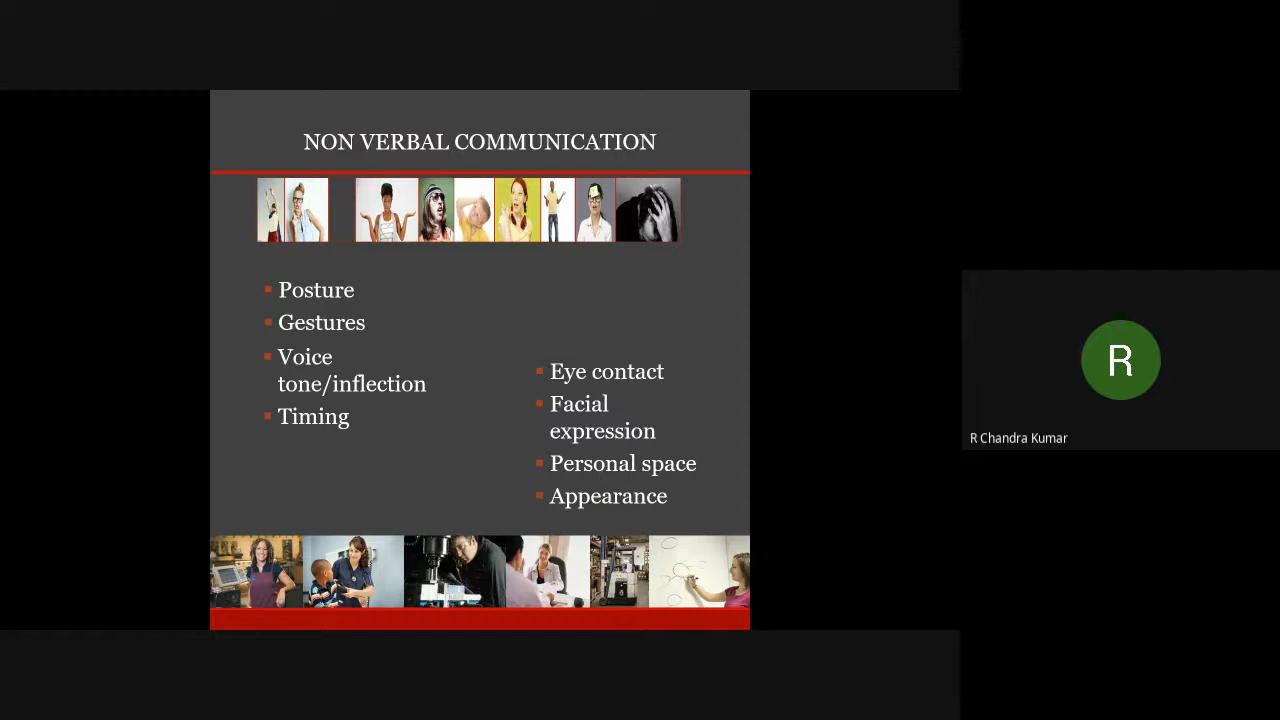 NON VERBAL COMMUNICATION
Posture
Gestures
Voice
tone/inflection
Timing
Eye contact
Facial
expression
Personal space
Appearance
R
R Chandra Kumar